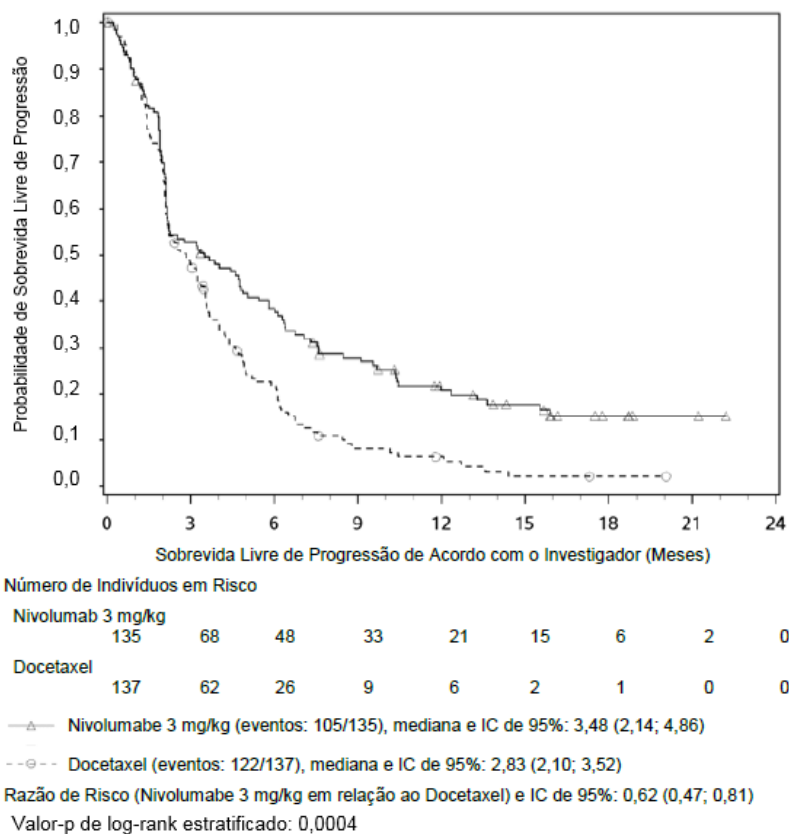 Probabilidade de Sobrevida Livre de Progressão
1,0
0,9
0,8
0,7
0,6
0,5
0,4
0,3
0,2
0,1
0,0
0 3 6 9 12 15 18 21 24
Sobrevida Livre de Progressão de Acordo com o Investigador (Meses)
Número de Indivíduos em Risco
Nivolumab 3 mg/kg
135 68 48 33 21 15 6 2 0
Docetaxel
137 62 26 9 6 2 1 0 0
Nivolumabe 3 mg/kg (eventos: 105/135), mediana e IC de 95%: 3,48 (2,14; 4,86)
Docetaxel (eventos: 122/137), mediana e IC de 95%: 2,83 (2,10; 3,52)
Razão de Risco (Nivolumabe 3 mg/kg em relação ao Docetaxel) e IC de 95%: 0,62 (0,47; 0,81)
Valor-p de log-rank estratificado: 0,0004